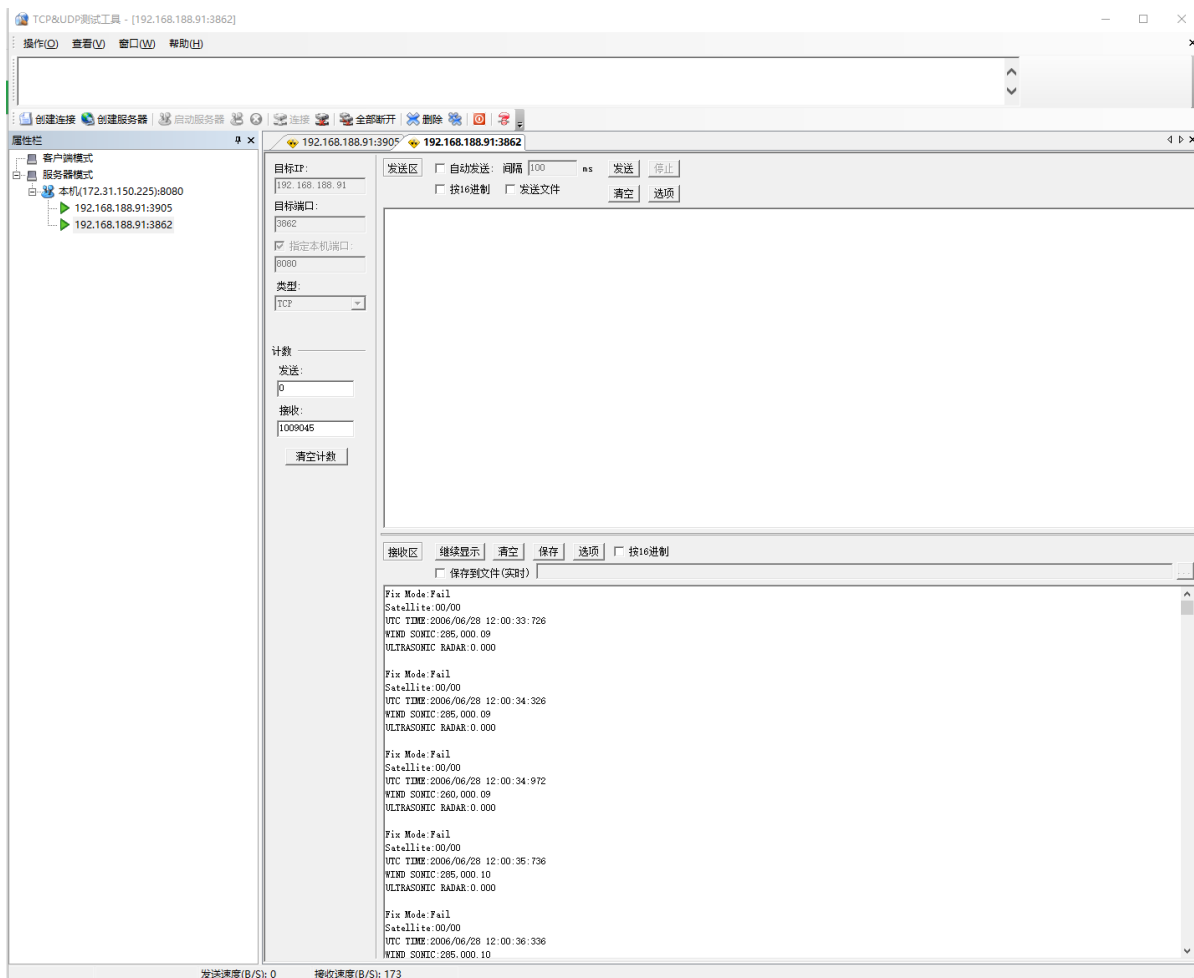 TCP&UDP测试工具 - [192.168.188.91:3862]
操作(O) 查看(V) 窗口(W) 帮助(H)
创建连接 创建服务器 启动服务器 连接 全部断开 删除
属性栏
192.168.188.91:3905 192.168.188.91:3862
客户端模式
服务器模式
本机(172.31.150.225):8080
192.168.188.91:3905
192.168.188.91:3862
目标IP:
192.168.188.91
目标端口:
3862
指定本机端口:
8080
类型:
TCP
计数
发送:
0
接收:
1009045
清空计数
发送区 自动发送: 间隔 100 ms 发送 停止
按16进制 发送文件 清空 选项
接收区 继续显示 清空 保存 选项 按16进制
保存到文件(实时) ...
Fix Mode:Fail
Satellite:00/00
UTC TIME:2006/06/28 12:00:33:726
WIND SONIC:285,000.09
ULTRASONIC RADAR:0.000
Fix Mode:Fail
Satellite:00/00
UTC TIME:2006/06/28 12:00:34:326
WIND SONIC:285,000.09
ULTRASONIC RADAR:0.000
Fix Mode:Fail
Satellite:00/00
UTC TIME:2006/06/28 12:00:34:972
WIND SONIC:260,000.09
ULTRASONIC RADAR:0.000
Fix Mode:Fail
Satellite:00/00
UTC TIME:2006/06/28 12:00:35:736
WIND SONIC:285,000.10
ULTRASONIC RADAR:0.000
Fix Mode:Fail
Satellite:00/00
UTC TIME:2006/06/28 12:00:36:336
WIND SONIC:285,000.10
发送速度(B/S): 0 接收速度(B/S): 173